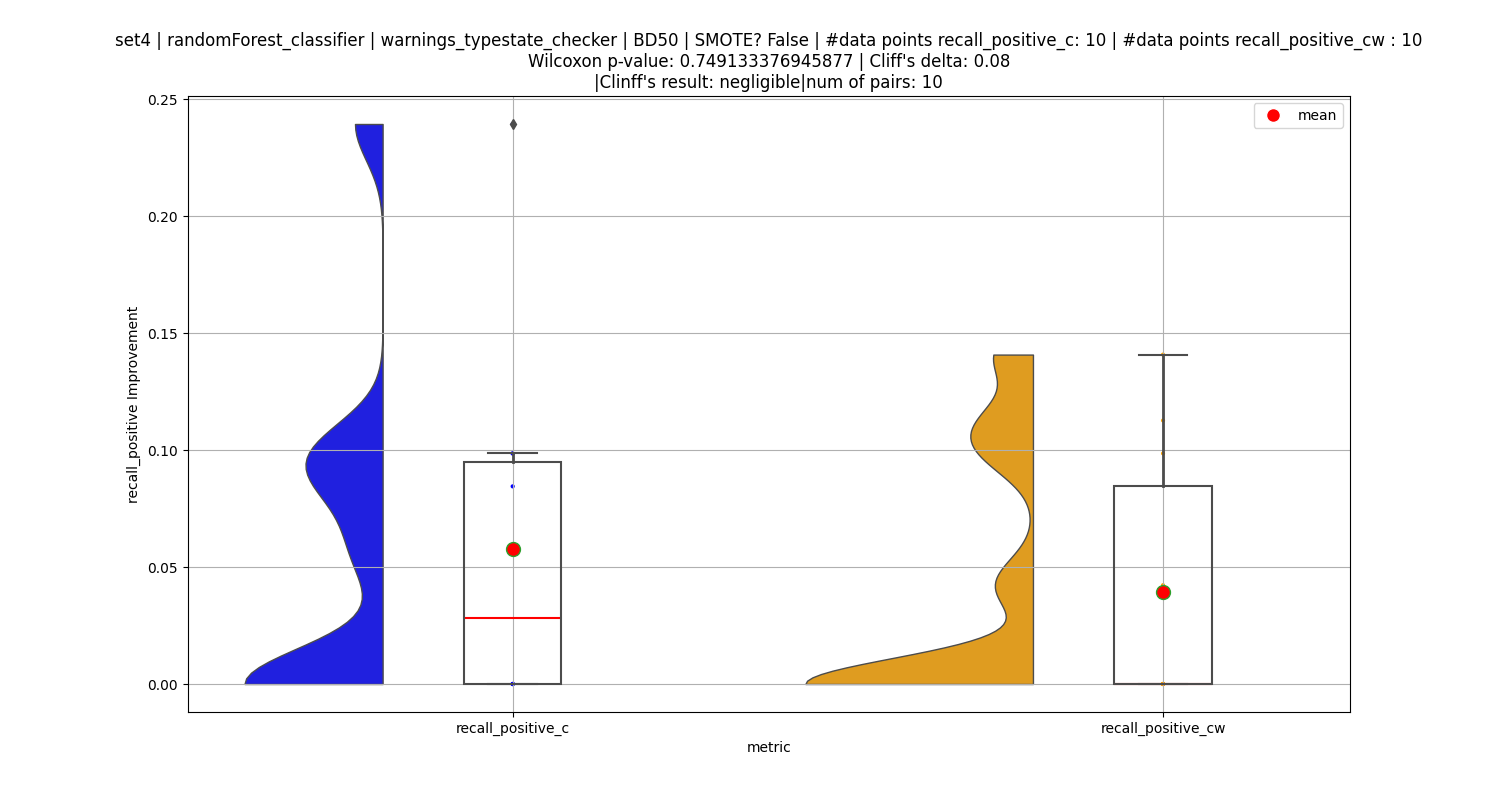 set4 | randomForest_classifier | warnings_typestate_checker | BD50 | SMOTE? False | #data points recall_positive_c: 10 | #data points recall_positive_cw : 10
Wilcoxon p-value: 0.749133376945877 | Cliff's delta: 0.08
|Clinff's result: negligible|num of pairs: 10
mean
recall_positive Improvement
0.25
0.20
0.15
0.10
0.05
0.00
recall_positive_c
recall_positive_cw
metric